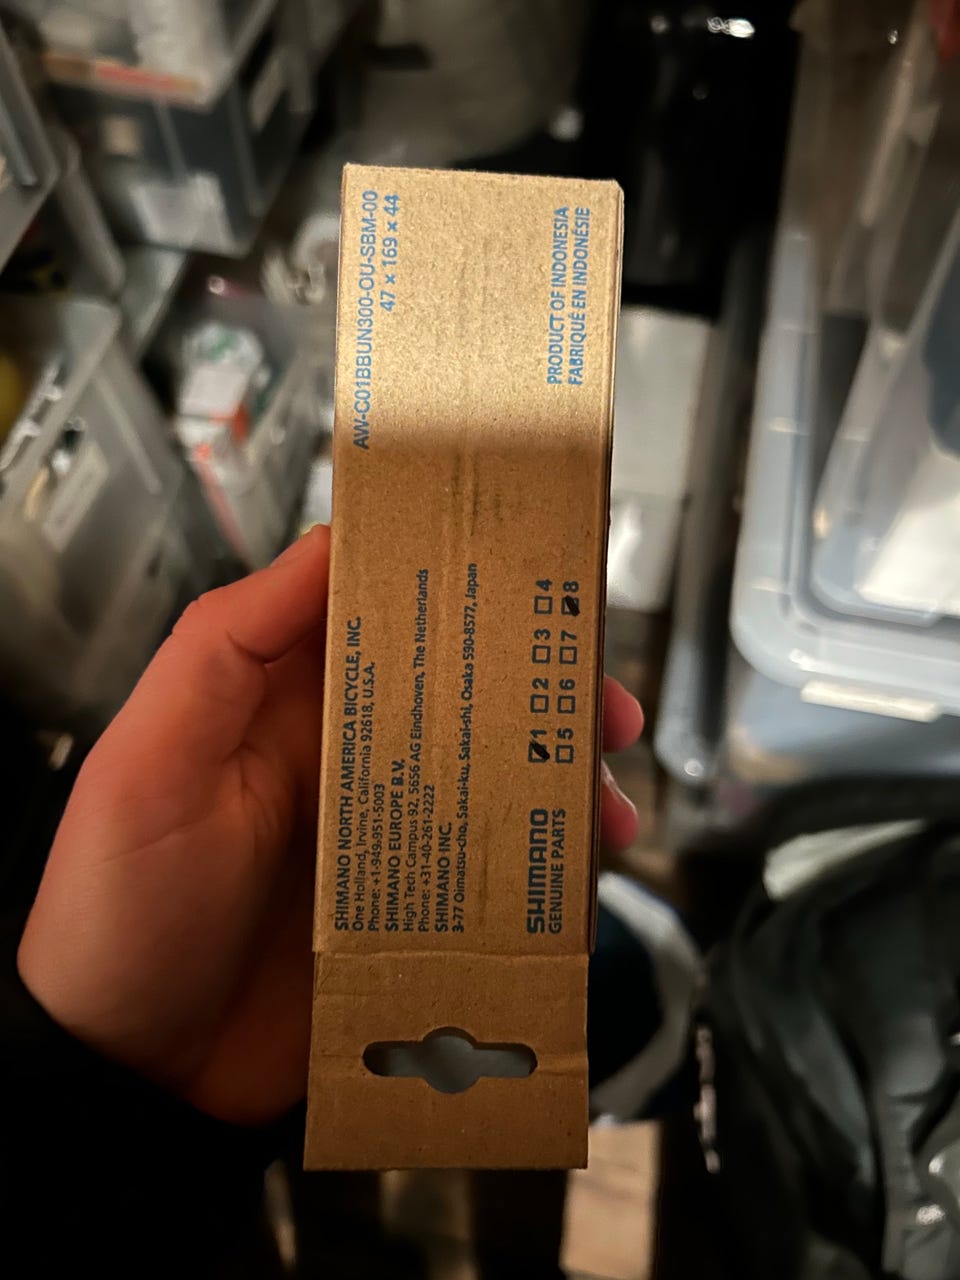 AW-C01BBUN300-OU-SBM-00
47 × 169 × 44
PRODUCT OF INDONESIA
FABRIQUÉ EN INDONÉSIE
SHIMANO NORTH AMERICA BICYCLE, INC.
One Holland, Irvine, California 92618, U.S.A.
Phone: +1-949-951-5003
SHIMANO EUROPE B.V.
High Tech Campus 92, 5656 AG Eindhoven, The Netherlands
Phone: +31-40-261-2222
SHIMANO INC.
3-77 Oimatsu-cho, Sakai-ku, Sakai-shi, Osaka 590-8577, Japan
SHIMANO
GENUINE PARTS
1 2 3 4
5 6 7 8